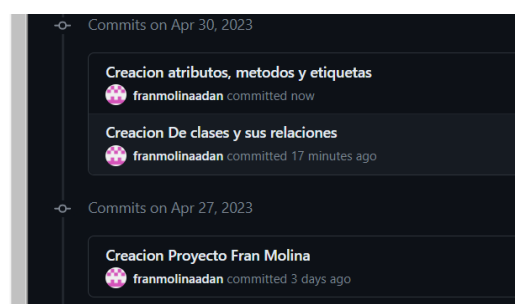 Commits on Apr 30, 2023
Creacion atributos, metodos y etiquetas
franmolinaadan committed now
Creacion De clases y sus relaciones
franmolinaadan committed 17 minutes ago
Commits on Apr 27, 2023
Creacion Proyecto Fran Molina
franmolinaadan committed 3 days ago